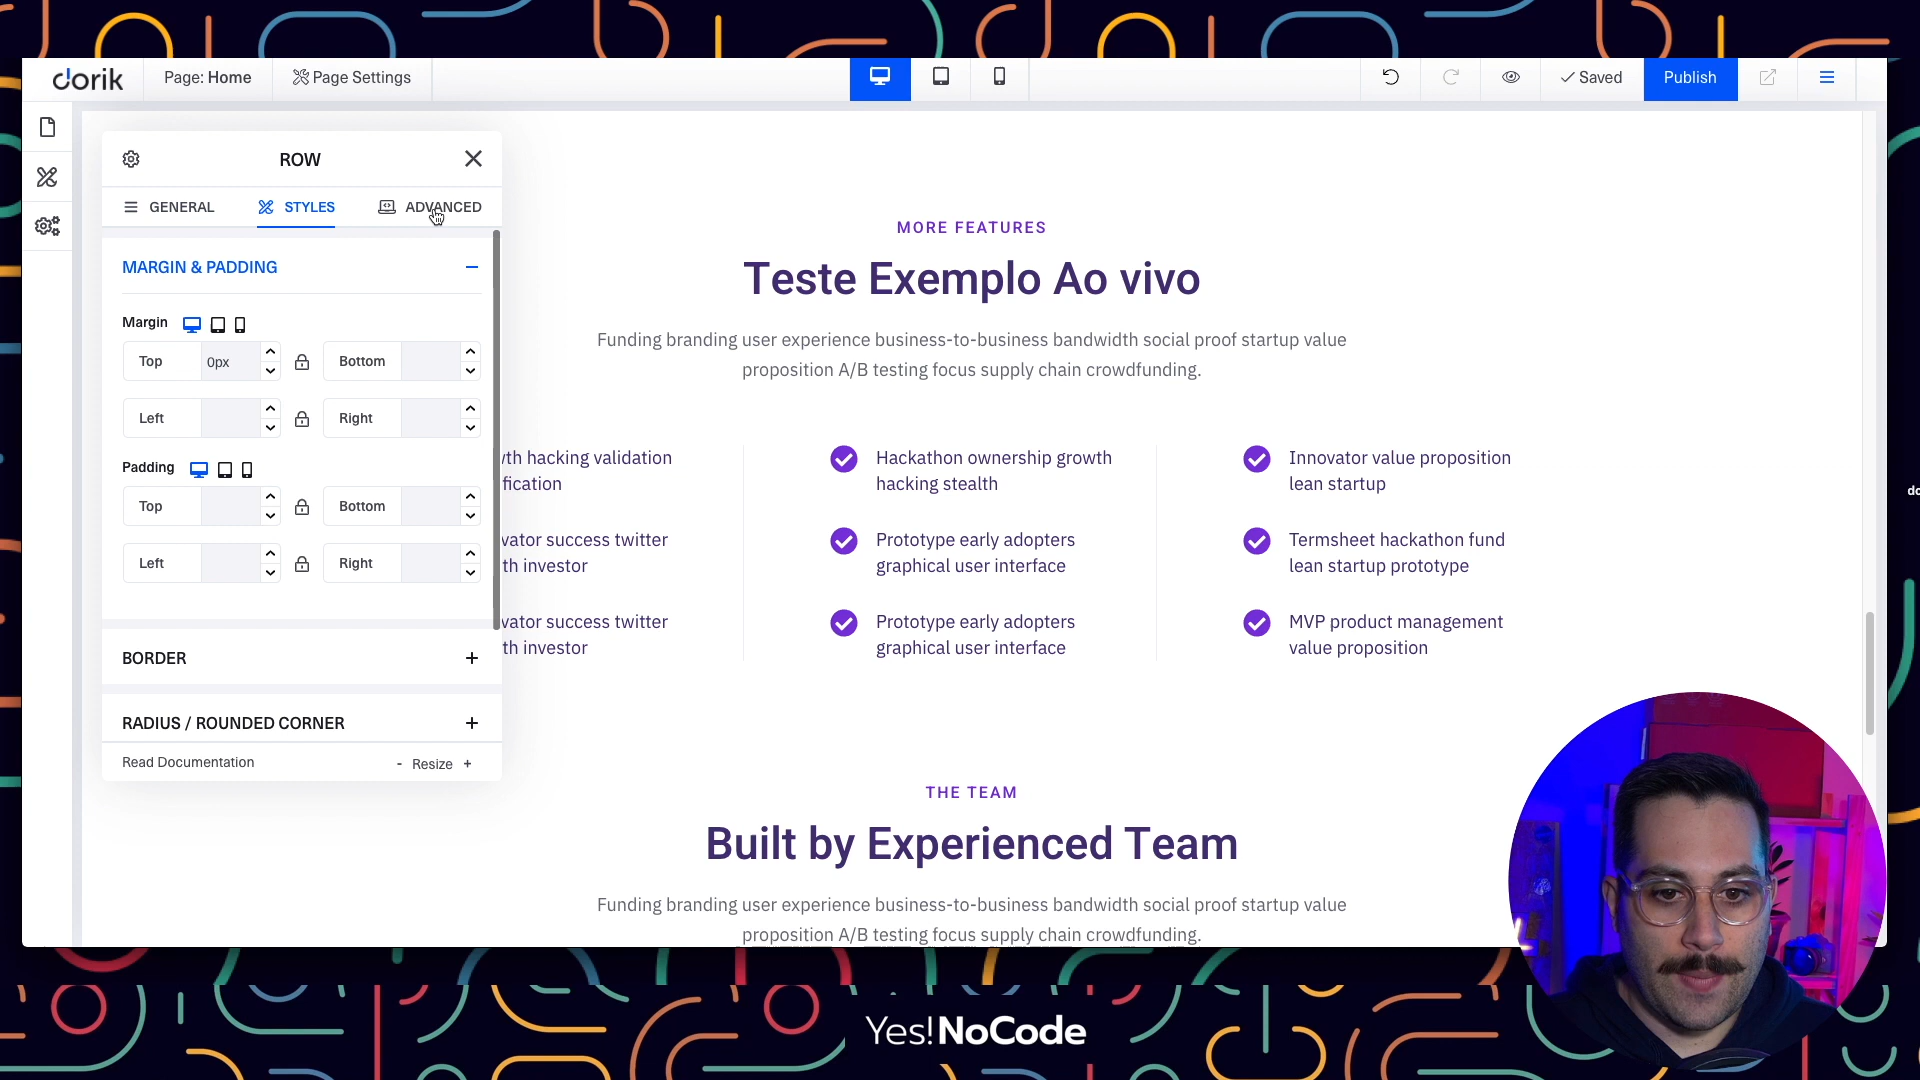 dorik
Page: Home
Page Settings
Saved
Publish
ROW
GENERAL
STYLES
ADVANCED
MARGIN & PADDING
Margin
Top
0px
Bottom
Left
Right
Padding
Top
Bottom
Left
Right
BORDER
RADIUS / ROUNDED CORNER
Read Documentation
- Resize +
MORE FEATURES
Teste Exemplo Ao vivo
Funding branding user experience business-to-business bandwidth social proof startup value
proposition A/B testing focus supply chain crowdfunding.
th hacking validation
fication
vator success twitter
th investor
vator success twitter
th investor
Hackathon ownership growth
hacking stealth
Prototype early adopters
graphical user interface
Prototype early adopters
graphical user interface
Innovator value proposition
lean startup
Termsheet hackathon fund
lean startup prototype
MVP product management
value proposition
THE TEAM
Built by Experienced Team
Funding branding user experience business-to-business bandwidth social proof startup value
proposition A/B testing focus supply chain crowdfunding.
Yes!NoCode